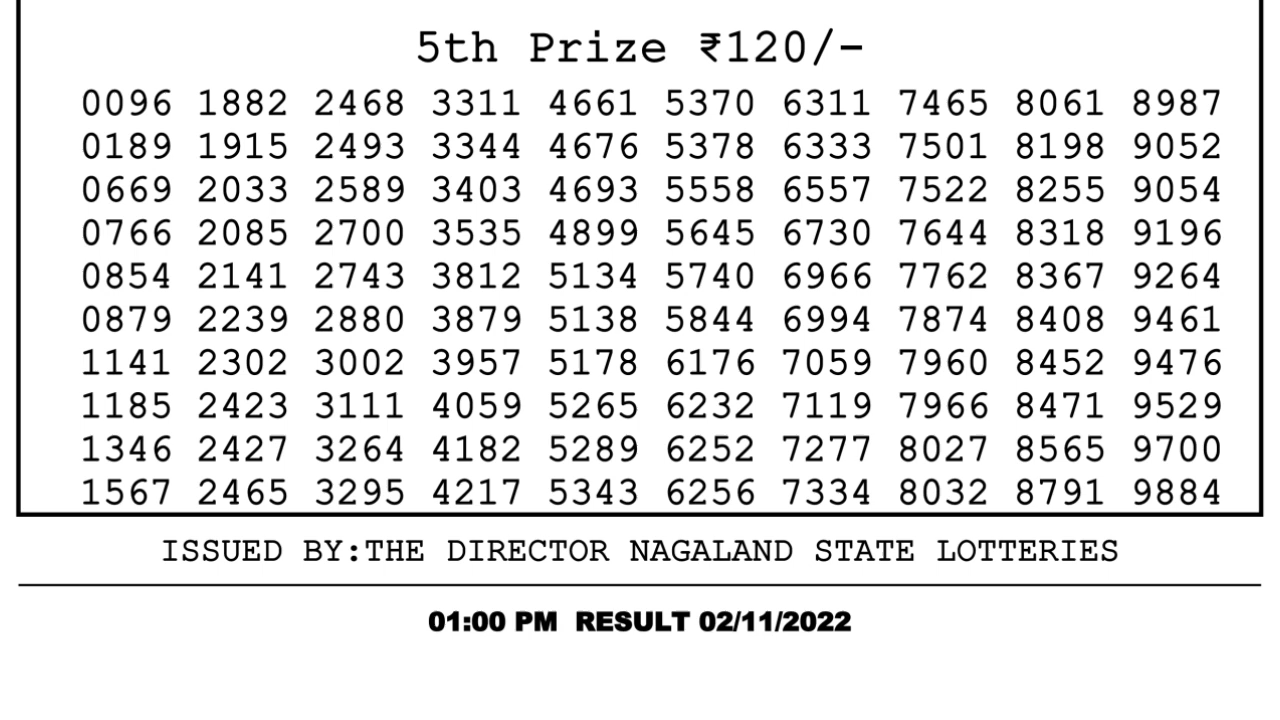 5th Prize ₹120/-
0096 1882 2468 3311 4661 5370 6311 7465 8061 8987
0189 1915 2493 3344 4676 5378 6333 7501 8198 9052
0669 2033 2589 3403 4693 5558 6557 7522 8255 9054
0766 2085 2700 3535 4899 5645 6730 7644 8318 9196
0854 2141 2743 3812 5134 5740 6966 7762 8367 9264
0879 2239 2880 3879 5138 5844 6994 7874 8408 9461
1141 2302 3002 3957 5178 6176 7059 7960 8452 9476
1185 2423 3111 4059 5265 6232 7119 7966 8471 9529
1346 2427 3264 4182 5289 6252 7277 8027 8565 9700
1567 2465 3295 4217 5343 6256 7334 8032 8791 9884
ISSUED BY:THE DIRECTOR NAGALAND STATE LOTTERIES
01:00 PM RESULT 02/11/2022